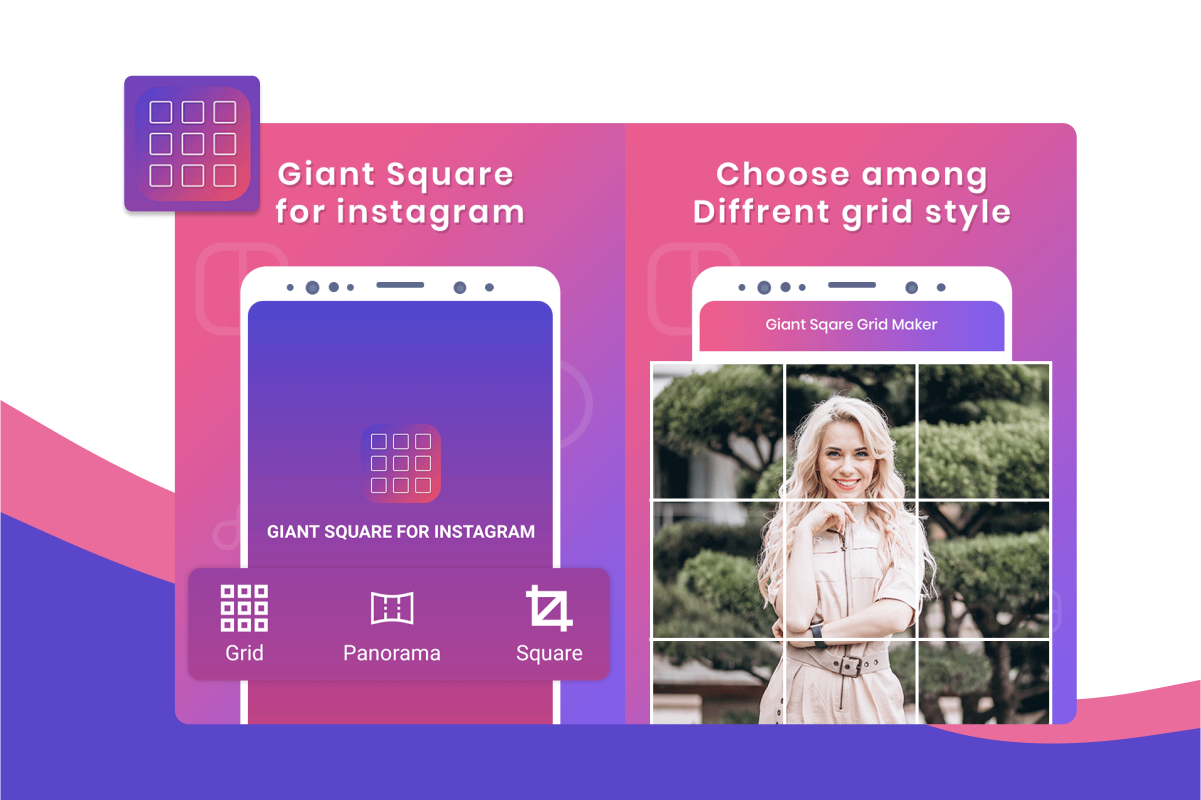 Giant Square
for instagram
GIANT SQUARE FOR INSTAGRAM
Grid
Panorama
Square
Choose among
Diffrent grid style
Giant Sqare Grid Maker